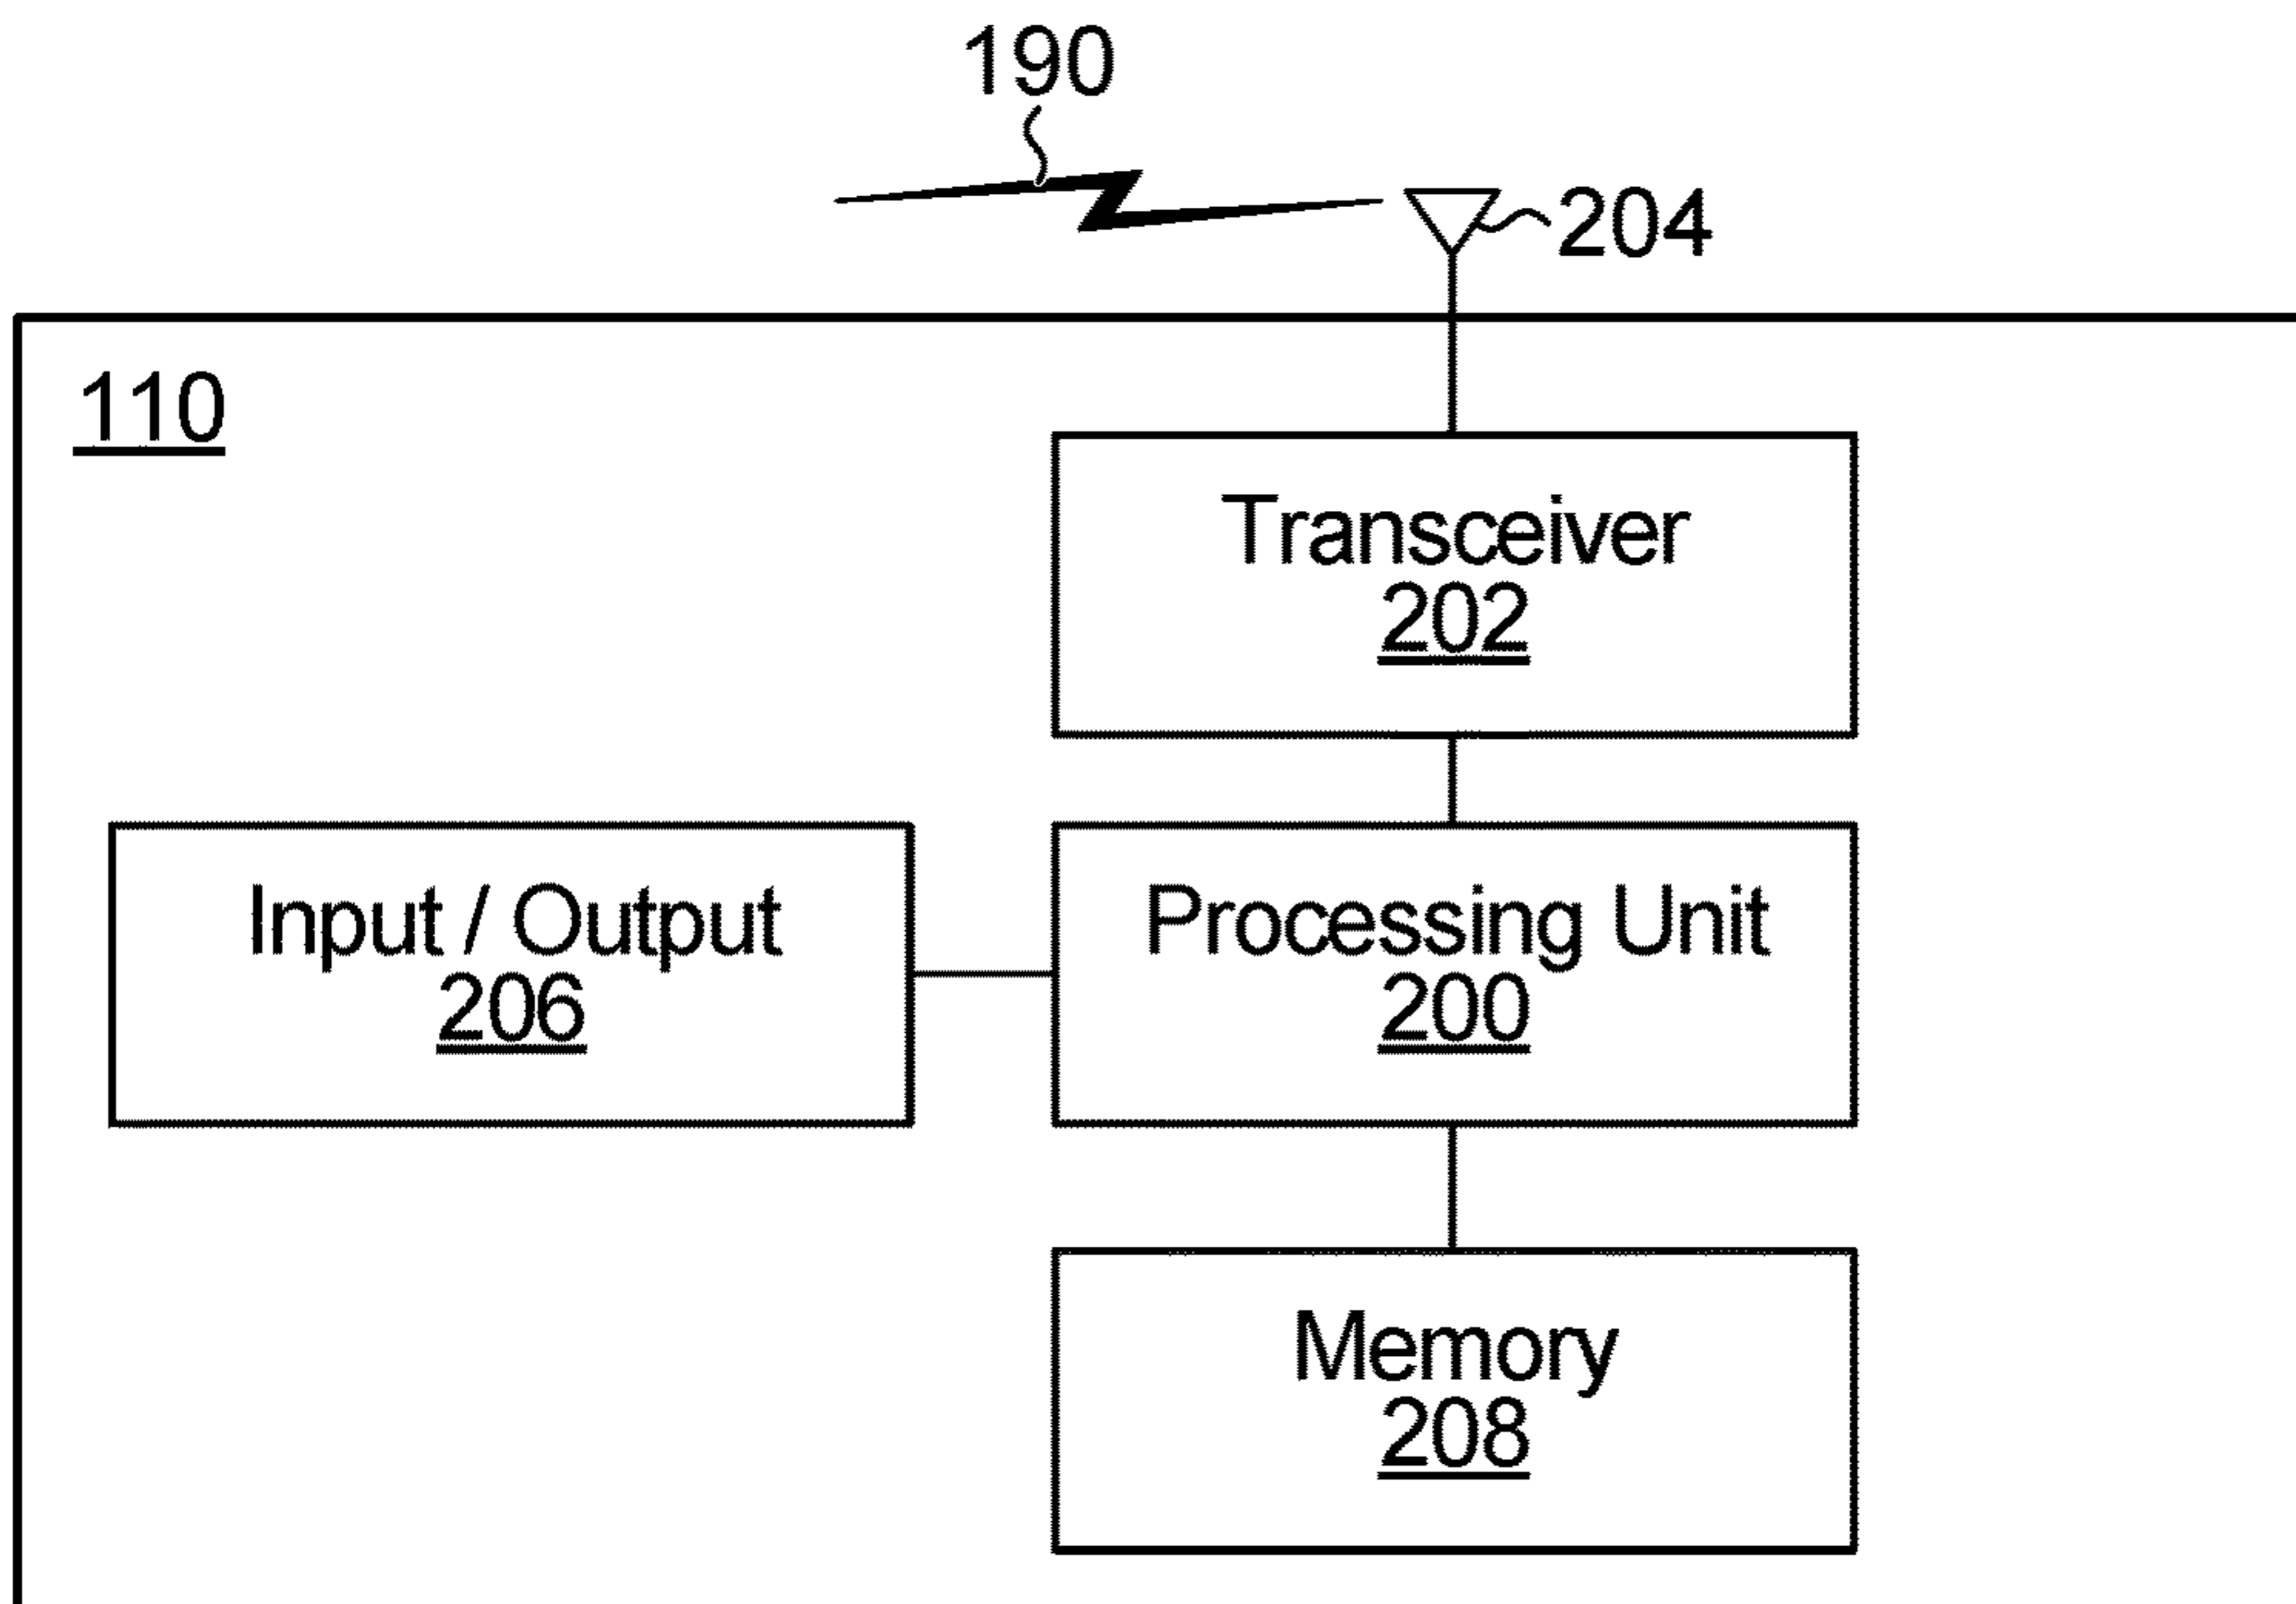 190
204
110
Transceiver
202
Input / Output
206
Processing Unit
200
Memory
208